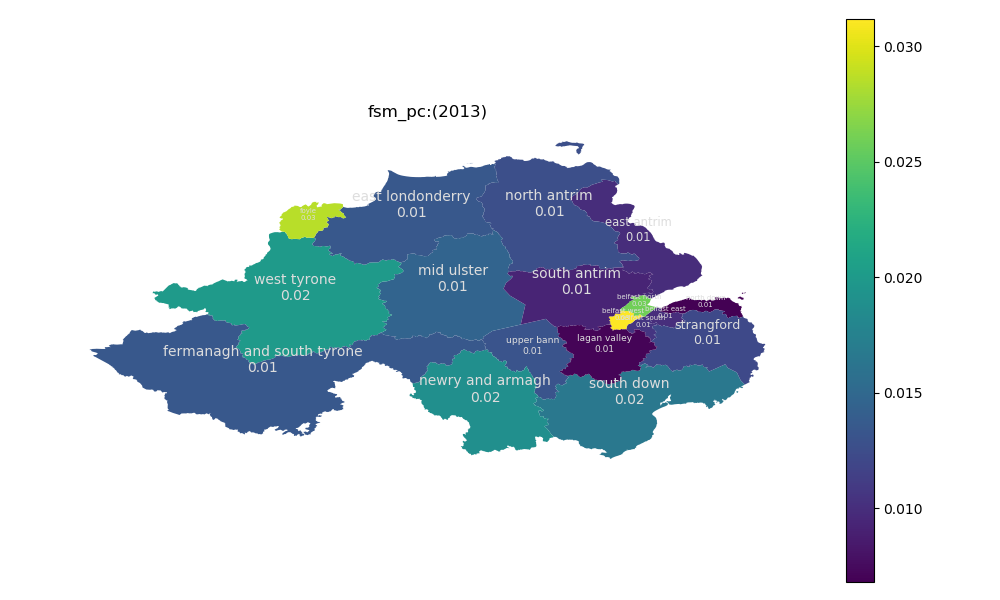 fsm_pc:(2013)
0.030
0.025
0.020
0.015
0.010
east londonderry
0.01
north antrim
0.01
foyle
0.03
east antrim
0.01
west tyrone
0.02
mid ulster
0.01
south antrim
0.01
belfast north
0.01
belfast west
belfast east
0.01
south
0.01
0.01
strangford
0.01
upper bann
0.01
lagan valley
0.01
fermanagh and south tyrone
0.01
newry and armagh
0.02
south down
0.02